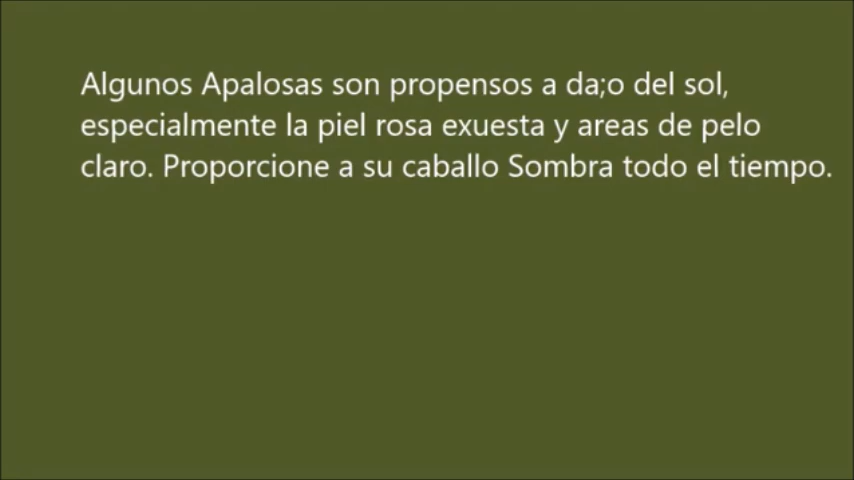 Algunos Apalosas son propensos a da;o del sol,
especialmente la piel rosa exuesta y areas de pelo
claro. Proporcione a su caballo Sombra todo el tiempo.